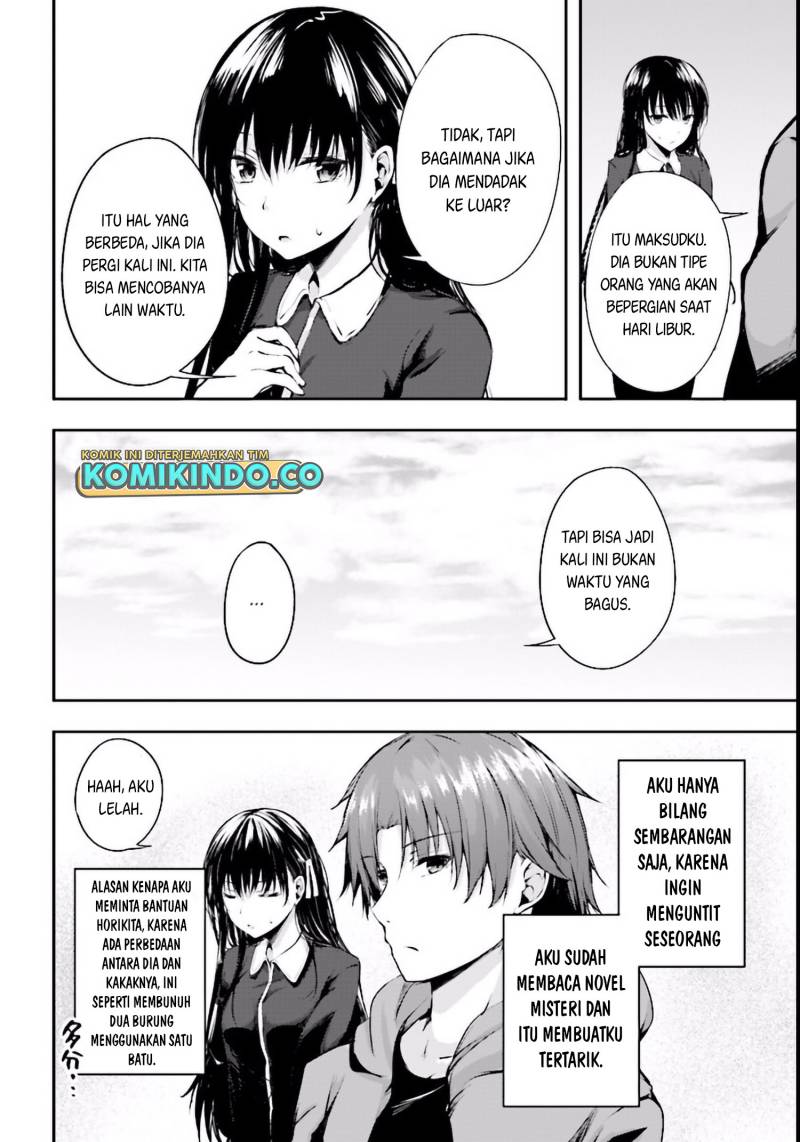 ITU MAKSUDKU.
DIA BUKAN TIPE
ORANG YANG AKAN
BEPERGIAN SAAT
HARI LIBUR.
TIDAK, TAPI
BAGAIMANA JIKA
DIA MENDADAK
KE LUAR?
ITU HAL YANG
BERBEDA, JIKA DIA
PERGI KALI INI. KITA
BISA MENCOBANYA
LAIN WAKTU.
KOMIK INI DITERJEMAHKAN TIM
KOMIKINDO.CO
TAPI BISA JADI
KALI INI BUKAN
WAKTU YANG
BAGUS.
...
AKU HANYA
BILANG
SEMBARANGAN
SAJA, KARENA
INGIN
MENGUNTIT
SESEORANG
AKU SUDAH
MEMBACA NOVEL
MISTERI DAN
ITU MEMBUATKU
TERTARIK.
HAAH, AKU
LELAH.
ALASAN KENAPA AKU
MEMINTA BANTUAN
HORIKITA, KARENA
ADA PERBEDAAN
ANTARA DIA DAN
KAKAKNYA, INI
SEPERTI MEMBUNUH
DUA BURUNG
MENGGUNAKAN SATU
BATU.
多分・・